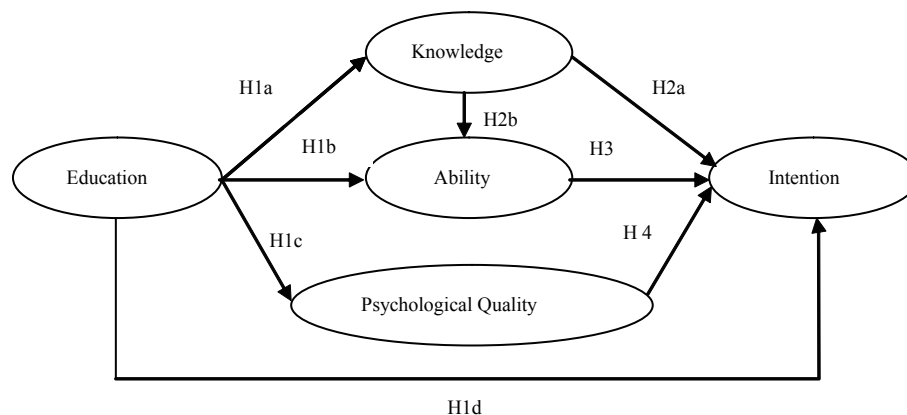 Knowledge
H1a
H2a
H2b
H1b
H3
Education
Ability
Intention
H1c
H 4
Psychological Quality
H1d